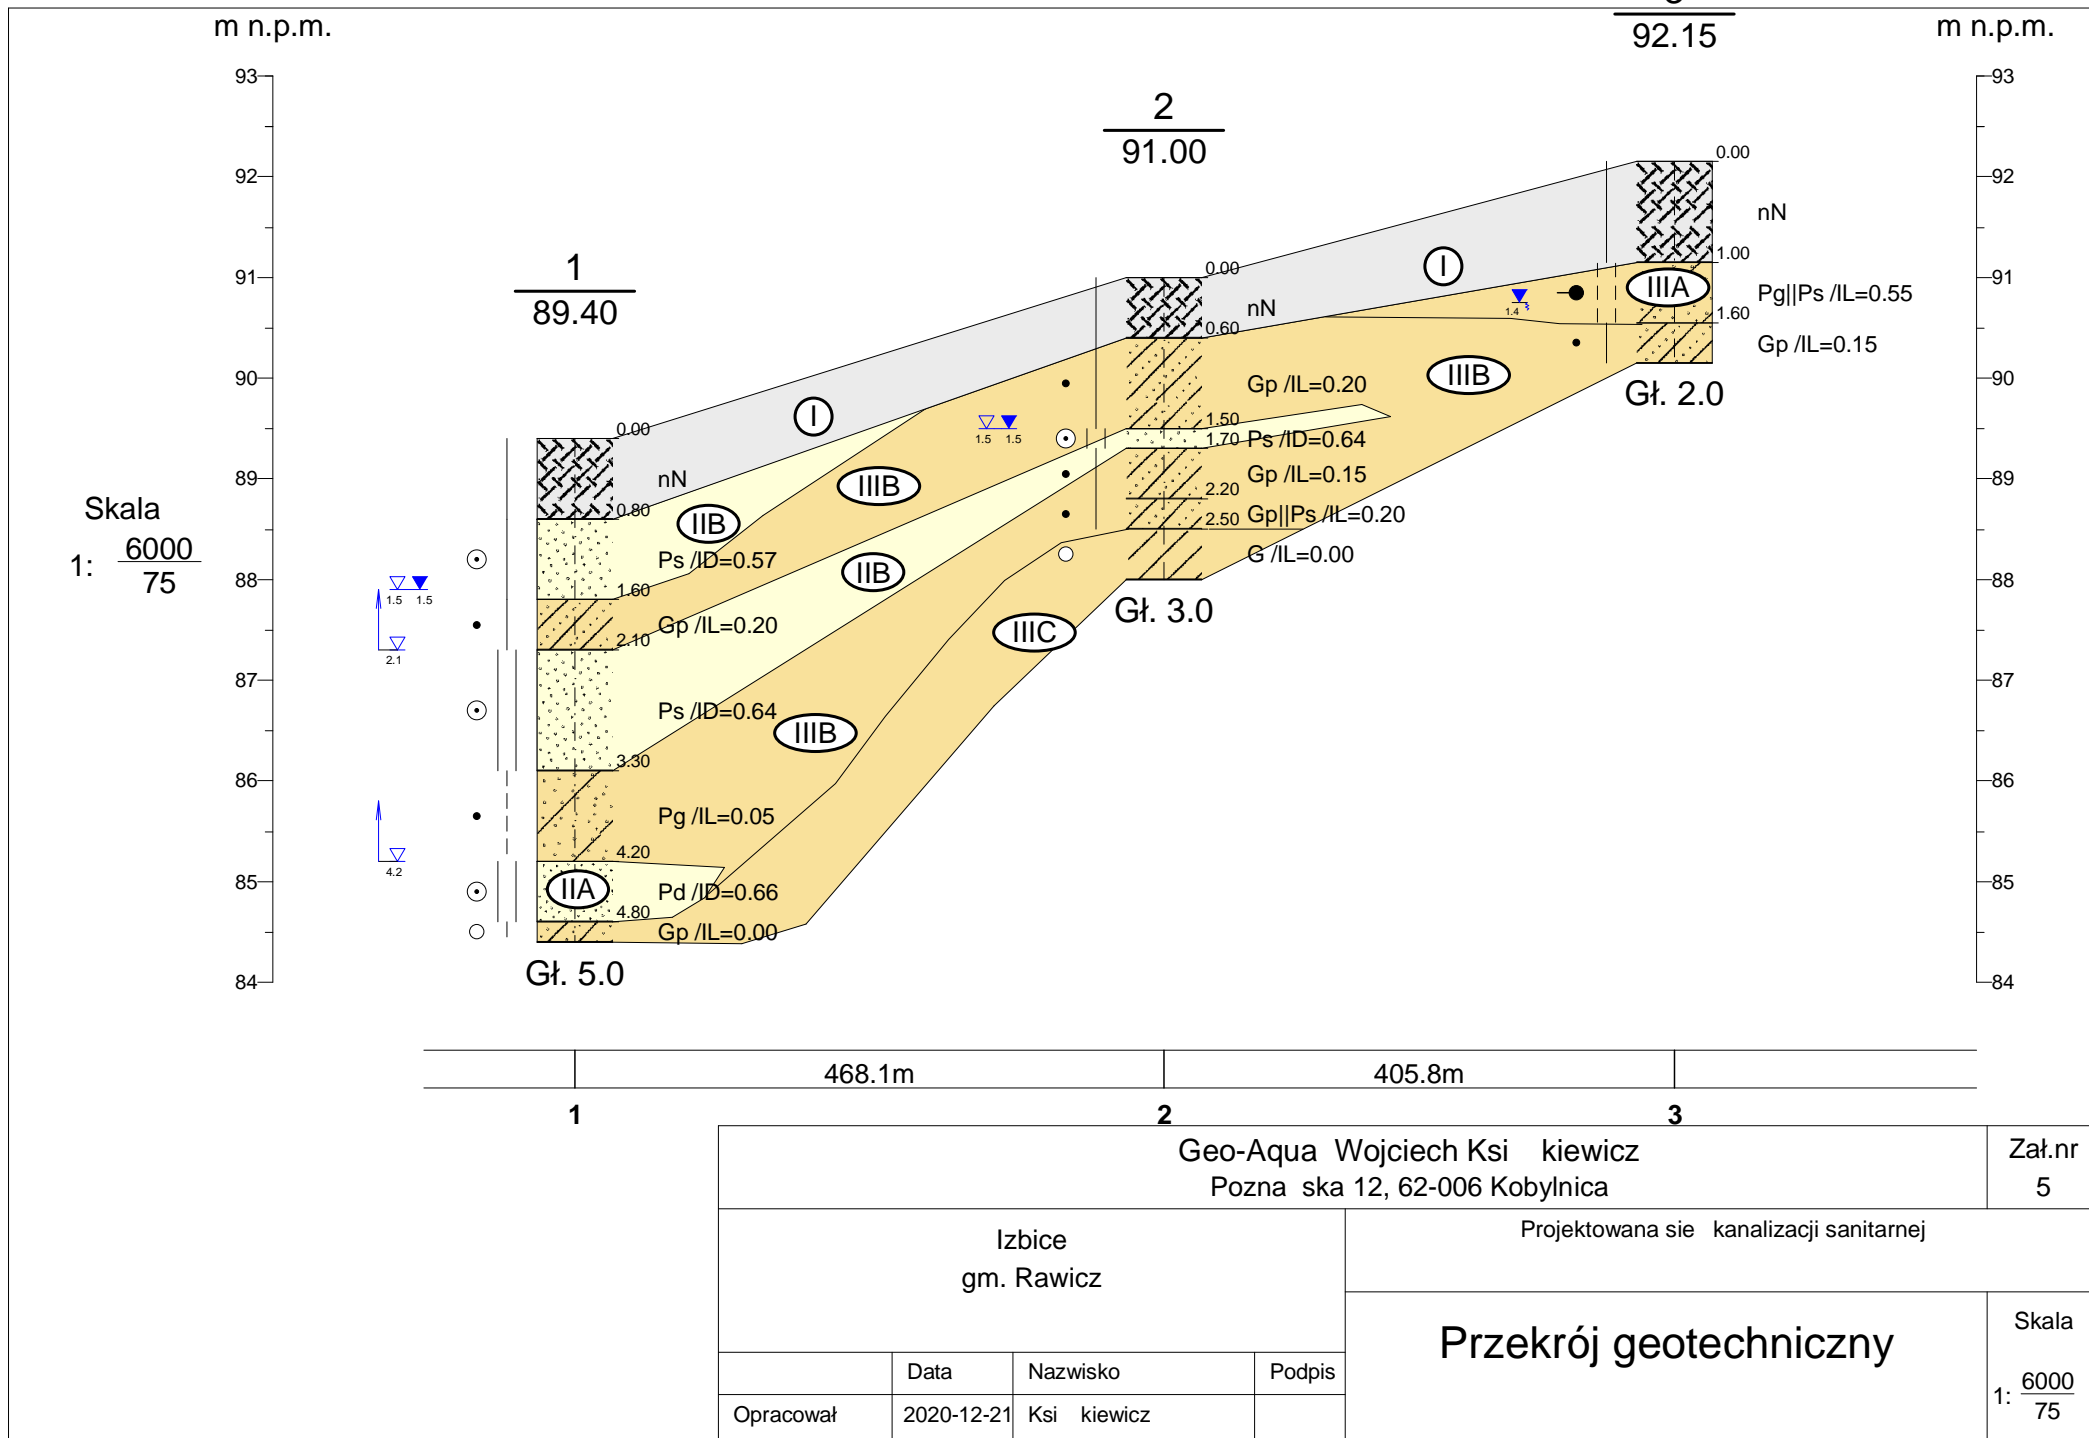 m n.p.m.
m n.p.m.
92.15
93
92
91
90
89
88
87
86
85
84
93
92
91
90
89
88
87
86
85
84
Skala
1: 6000
75
1
89.40
0.00
nN
0.80
Ps /ID=0.57
1.60
Gp /IL=0.20
2.10
Ps /ID=0.64
3.30
Pg /IL=0.05
4.20
Pd /ID=0.66
4.80
Gp /IL=0.00
Gł. 5.0
1.5 1.5
2.1
4.2
2
91.00
0.00
nN
0.60
Gp /IL=0.20
1.50
1.70 Ps /ID=0.64
Gp /IL=0.15
2.20
2.50 Gp||Ps /IL=0.20
G /IL=0.00
Gł. 3.0
1.5 1.5
0.00
nN
1.00
Pg||Ps /IL=0.55
1.60
Gp /IL=0.15
Gł. 2.0
1.4
I
I
IIIA
IIIB
IIIB
IIB
IIB
IIIB
IIIC
IIA
468.1m
405.8m
1
2
3
Geo-Aqua Wojciech Ksi kiewicz
Pozna ska 12, 62-006 Kobylnica
Zał.nr
5
Izbice
gm. Rawicz
Projektowana sie kanalizacji sanitarnej
Przekrój geotechniczny
Skala
1: 6000
75
Data
Nazwisko
Podpis
Opracował
2020-12-21
Ksi kiewicz